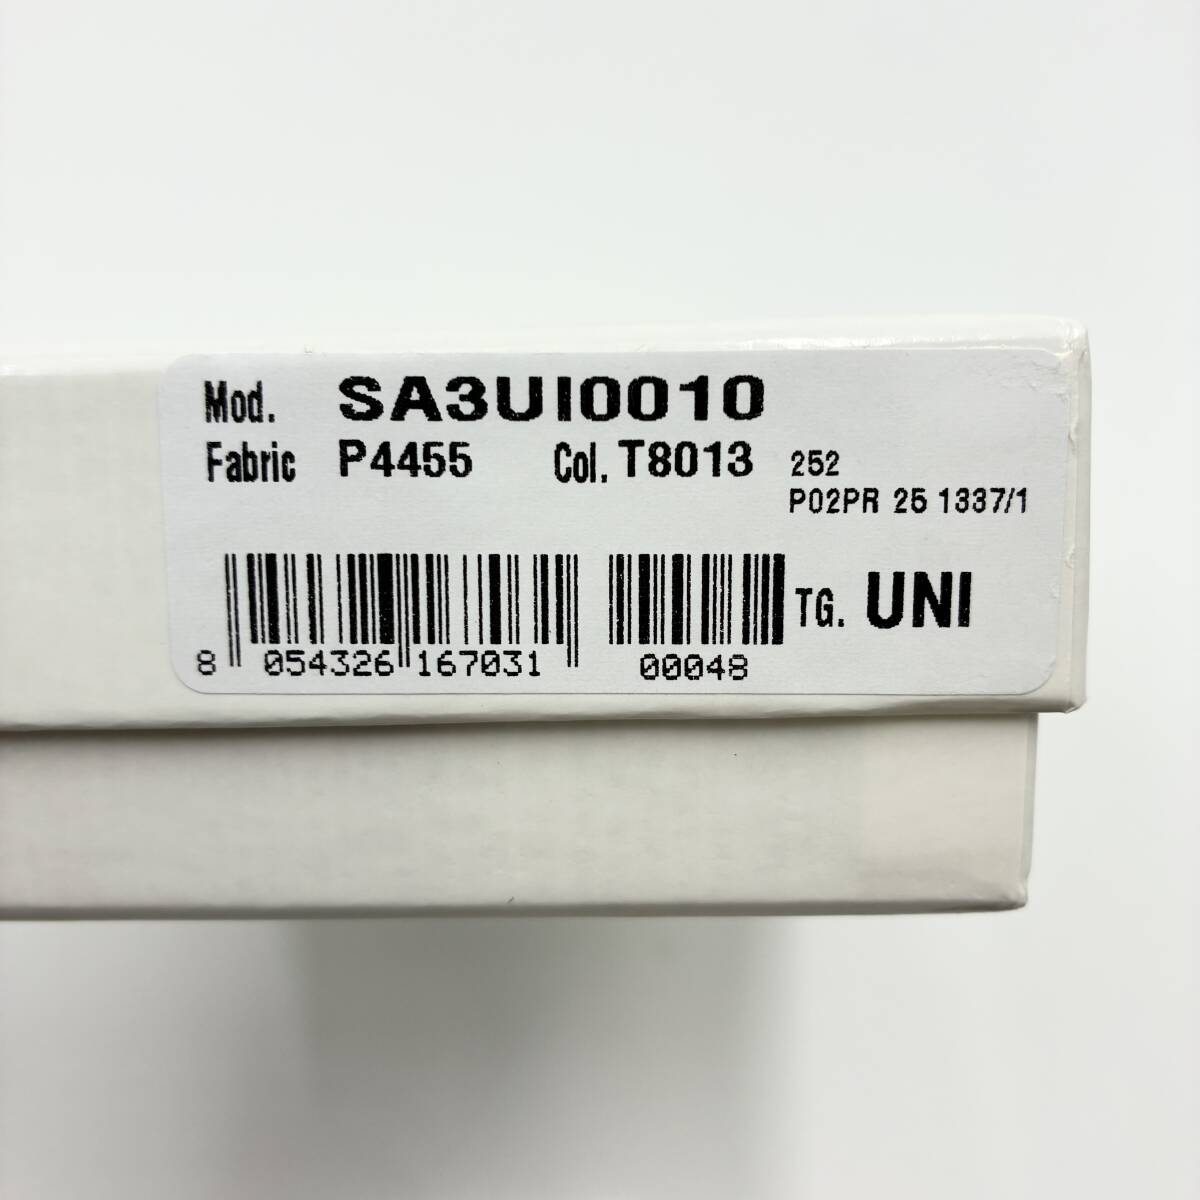 Mod. SA3UI0010
Fabric P4455 Col. T8013 252
P02PR 25 1337/1
TG. UNI
8 054326 167031 00048